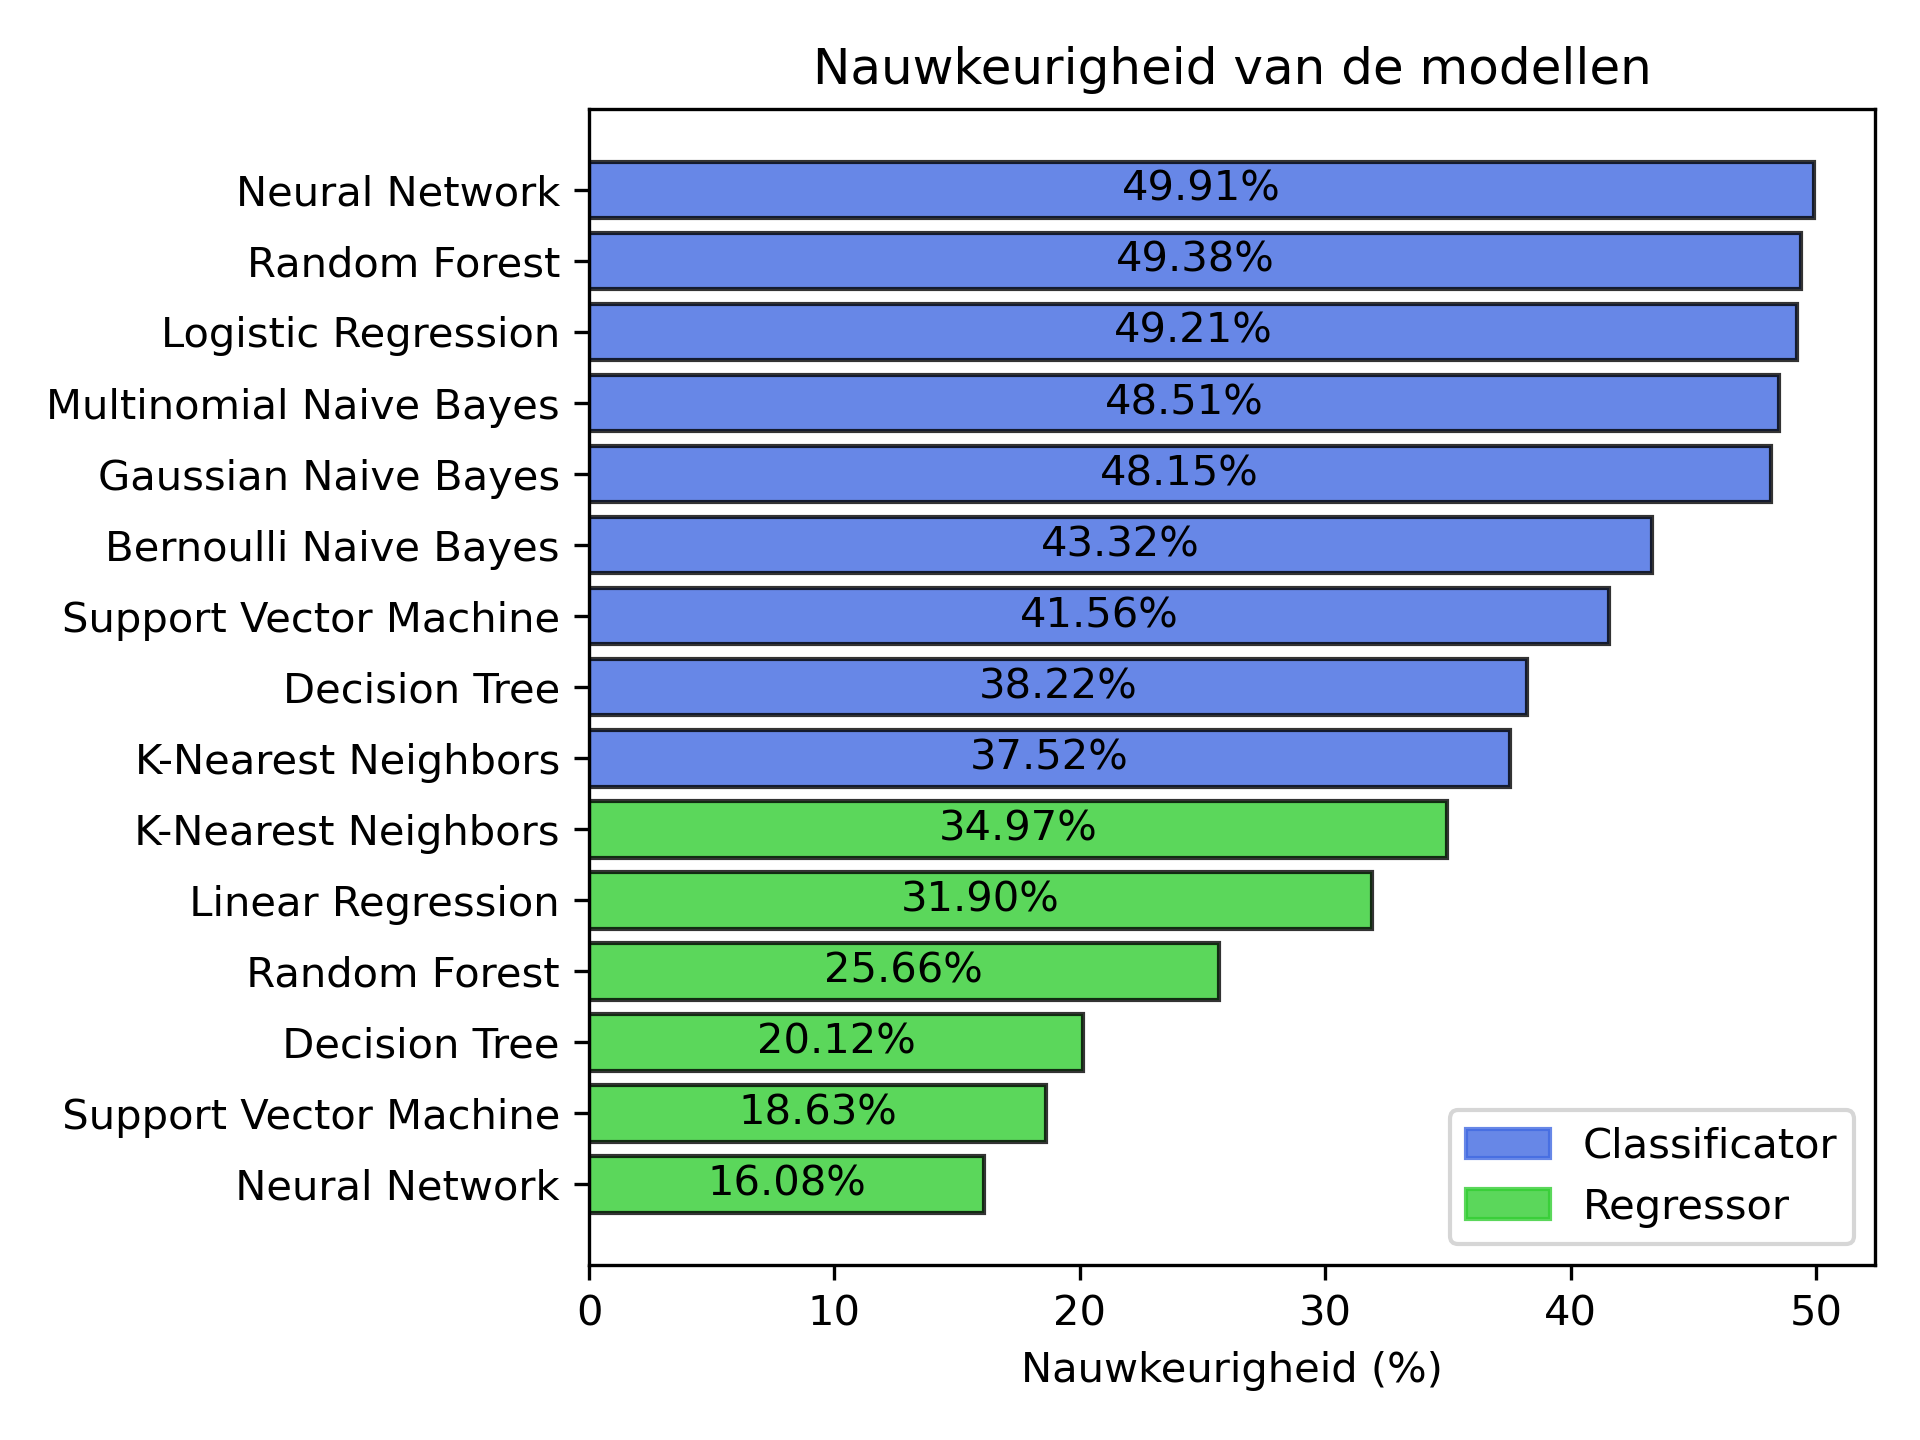 Nauwkeurigheid van de modellen
Neural Network 49.91%
Random Forest 49.38%
Logistic Regression 49.21%
Multinomial Naive Bayes 48.51%
Gaussian Naive Bayes 48.15%
Bernoulli Naive Bayes 43.32%
Support Vector Machine 41.56%
Decision Tree 38.22%
K-Nearest Neighbors 37.52%
K-Nearest Neighbors 34.97%
Linear Regression 31.90%
Random Forest 25.66%
Decision Tree 20.12%
Support Vector Machine 18.63%
Neural Network 16.08%
Classificator
Regressor
0 10 20 30 40 50
Nauwkeurigheid (%)